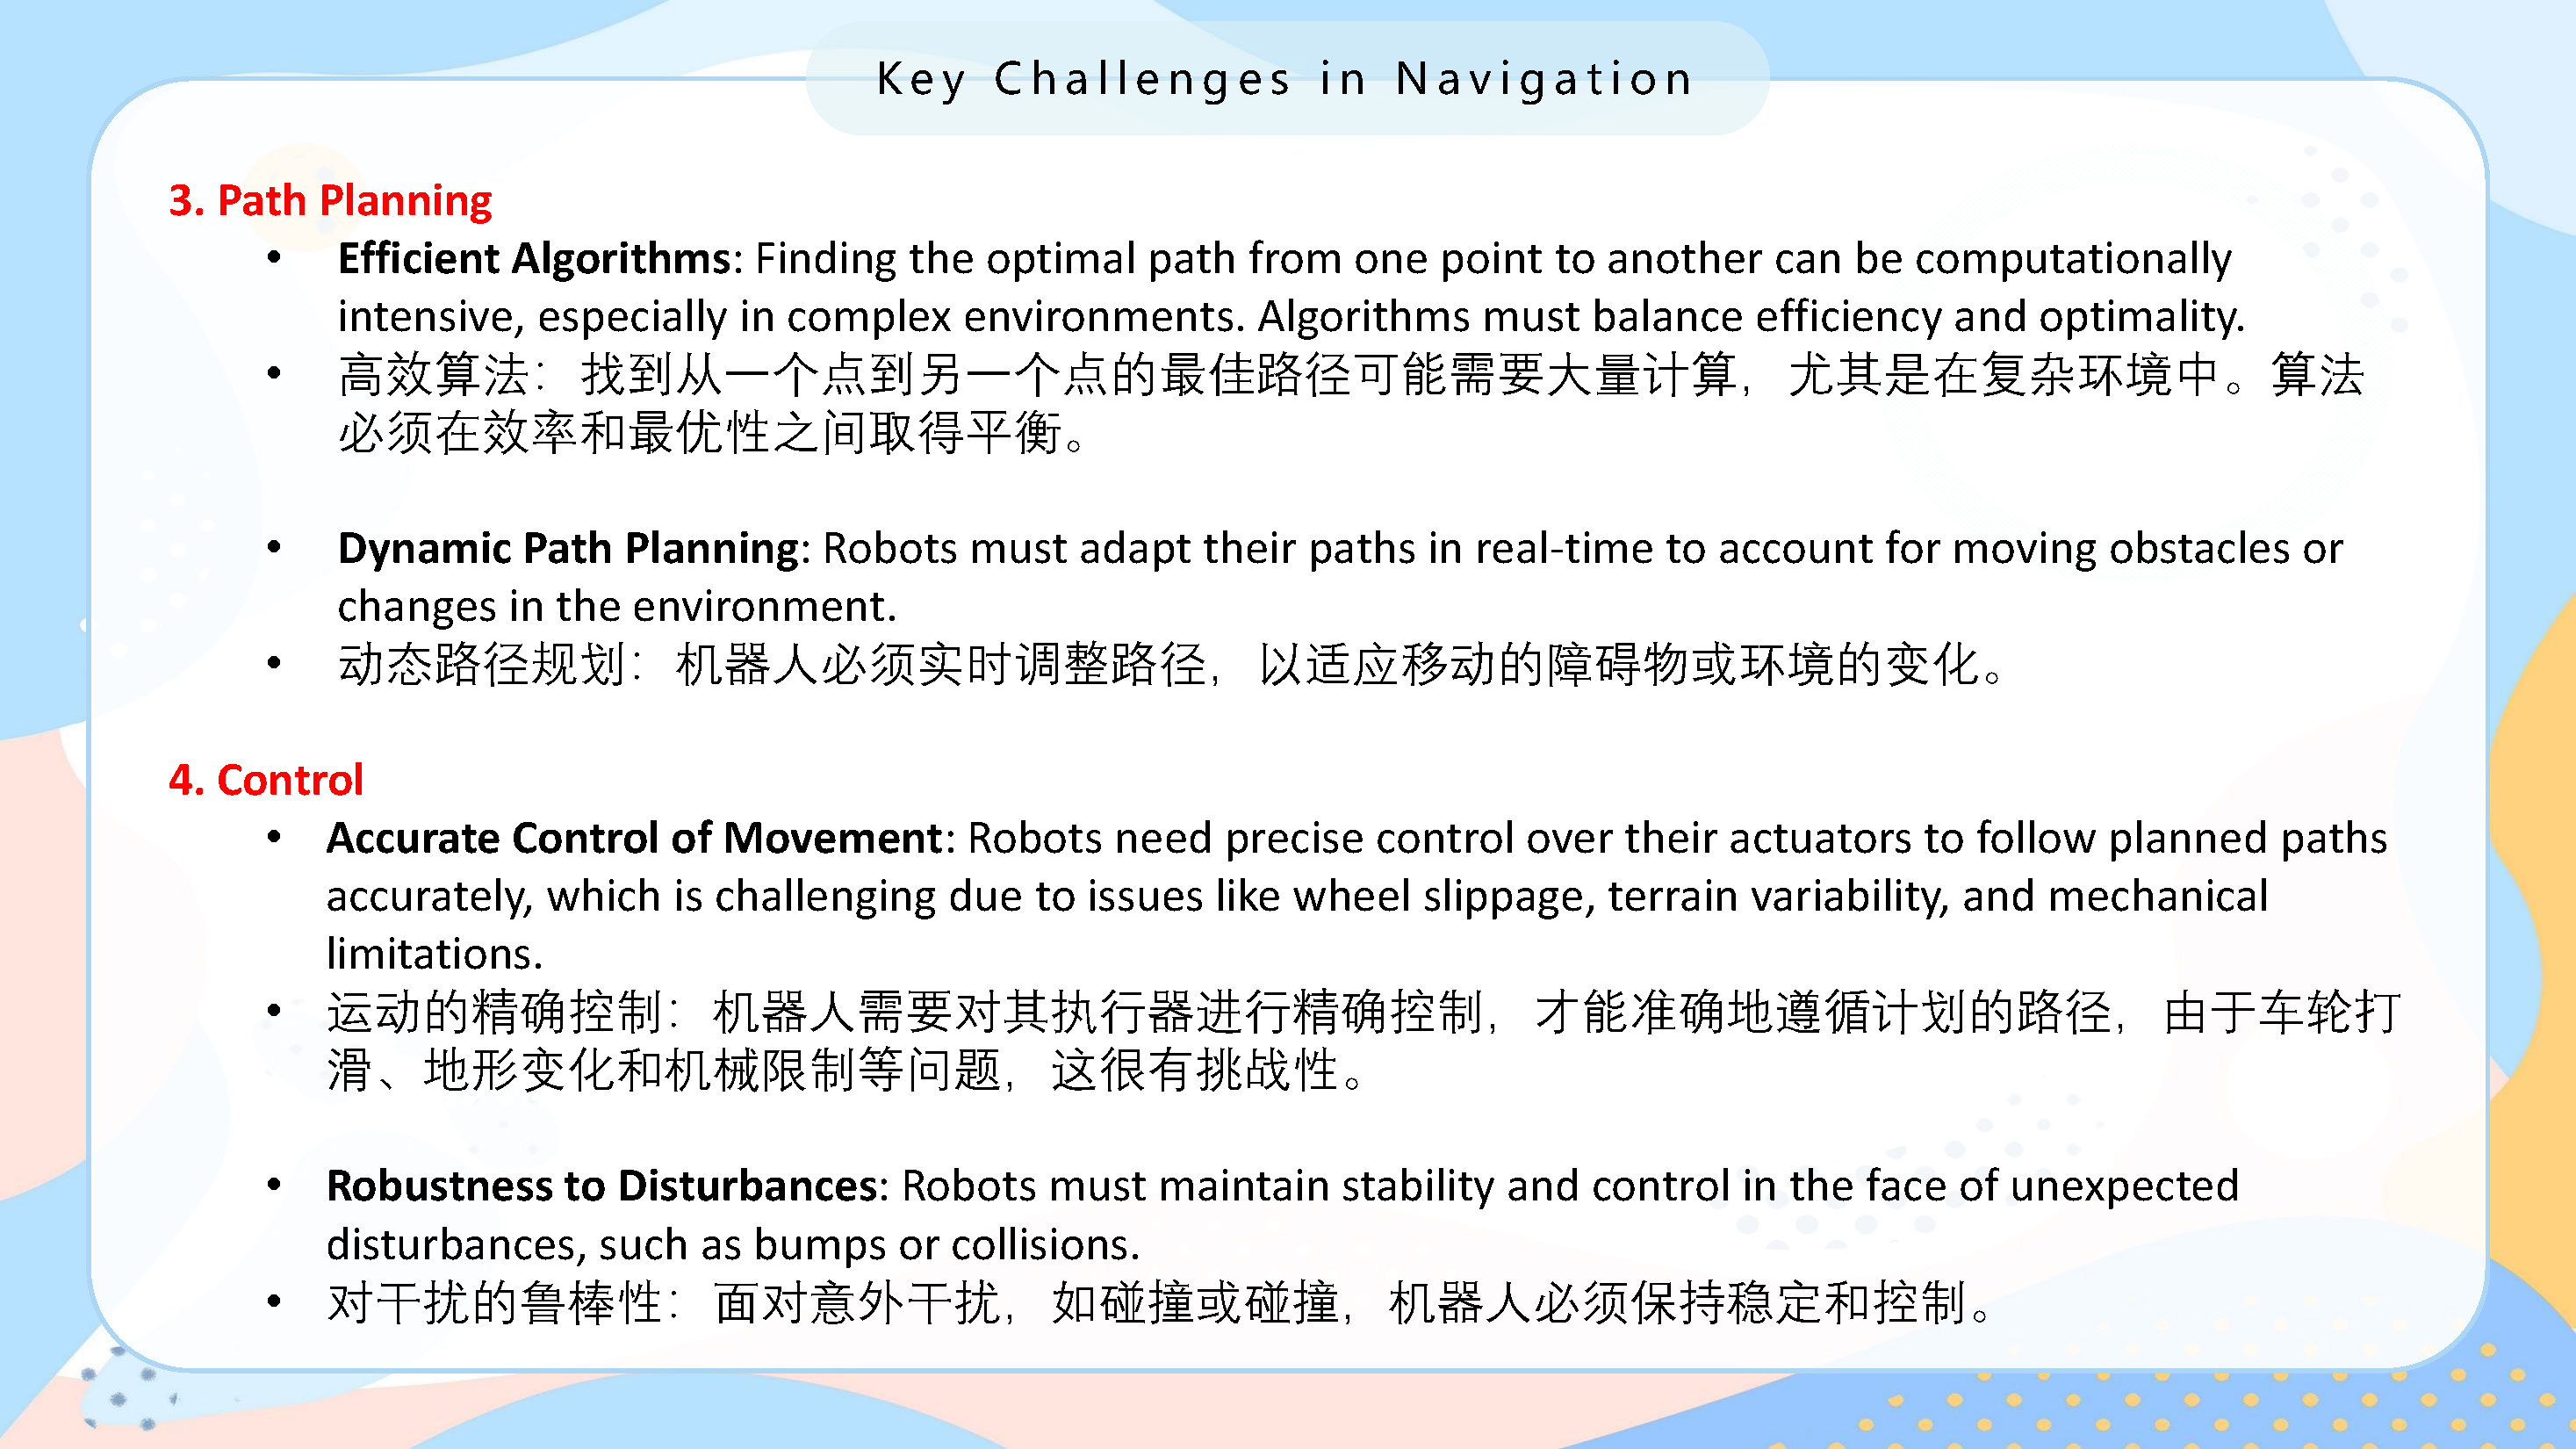 Key Challenges in Navigation
3. Path Planning
• Efficient Algorithms: Finding the optimal path from one point to another can be computationally
intensive, especially in complex environments. Algorithms must balance efficiency and optimality.
• 高效算法：找到从一个点到另一个点的最佳路径可能需要大量计算，尤其是在复杂环境中。算法
必须在效率和最优性之间取得平衡。
• Dynamic Path Planning: Robots must adapt their paths in real-time to account for moving obstacles or
changes in the environment.
• 动态路径规划：机器人必须实时调整路径，以适应移动的障碍物或环境的变化。
4. Control
• Accurate Control of Movement: Robots need precise control over their actuators to follow planned paths
accurately, which is challenging due to issues like wheel slippage, terrain variability, and mechanical
limitations.
• 运动的精确控制：机器人需要对其执行器进行精确控制，才能准确地遵循计划的路径，由于车轮打
滑、地形变化和机械限制等问题，这很有挑战性。
• Robustness to Disturbances: Robots must maintain stability and control in the face of unexpected
disturbances, such as bumps or collisions.
• 对干扰的鲁棒性：面对意外干扰，如碰撞或碰撞，机器人必须保持稳定和控制。